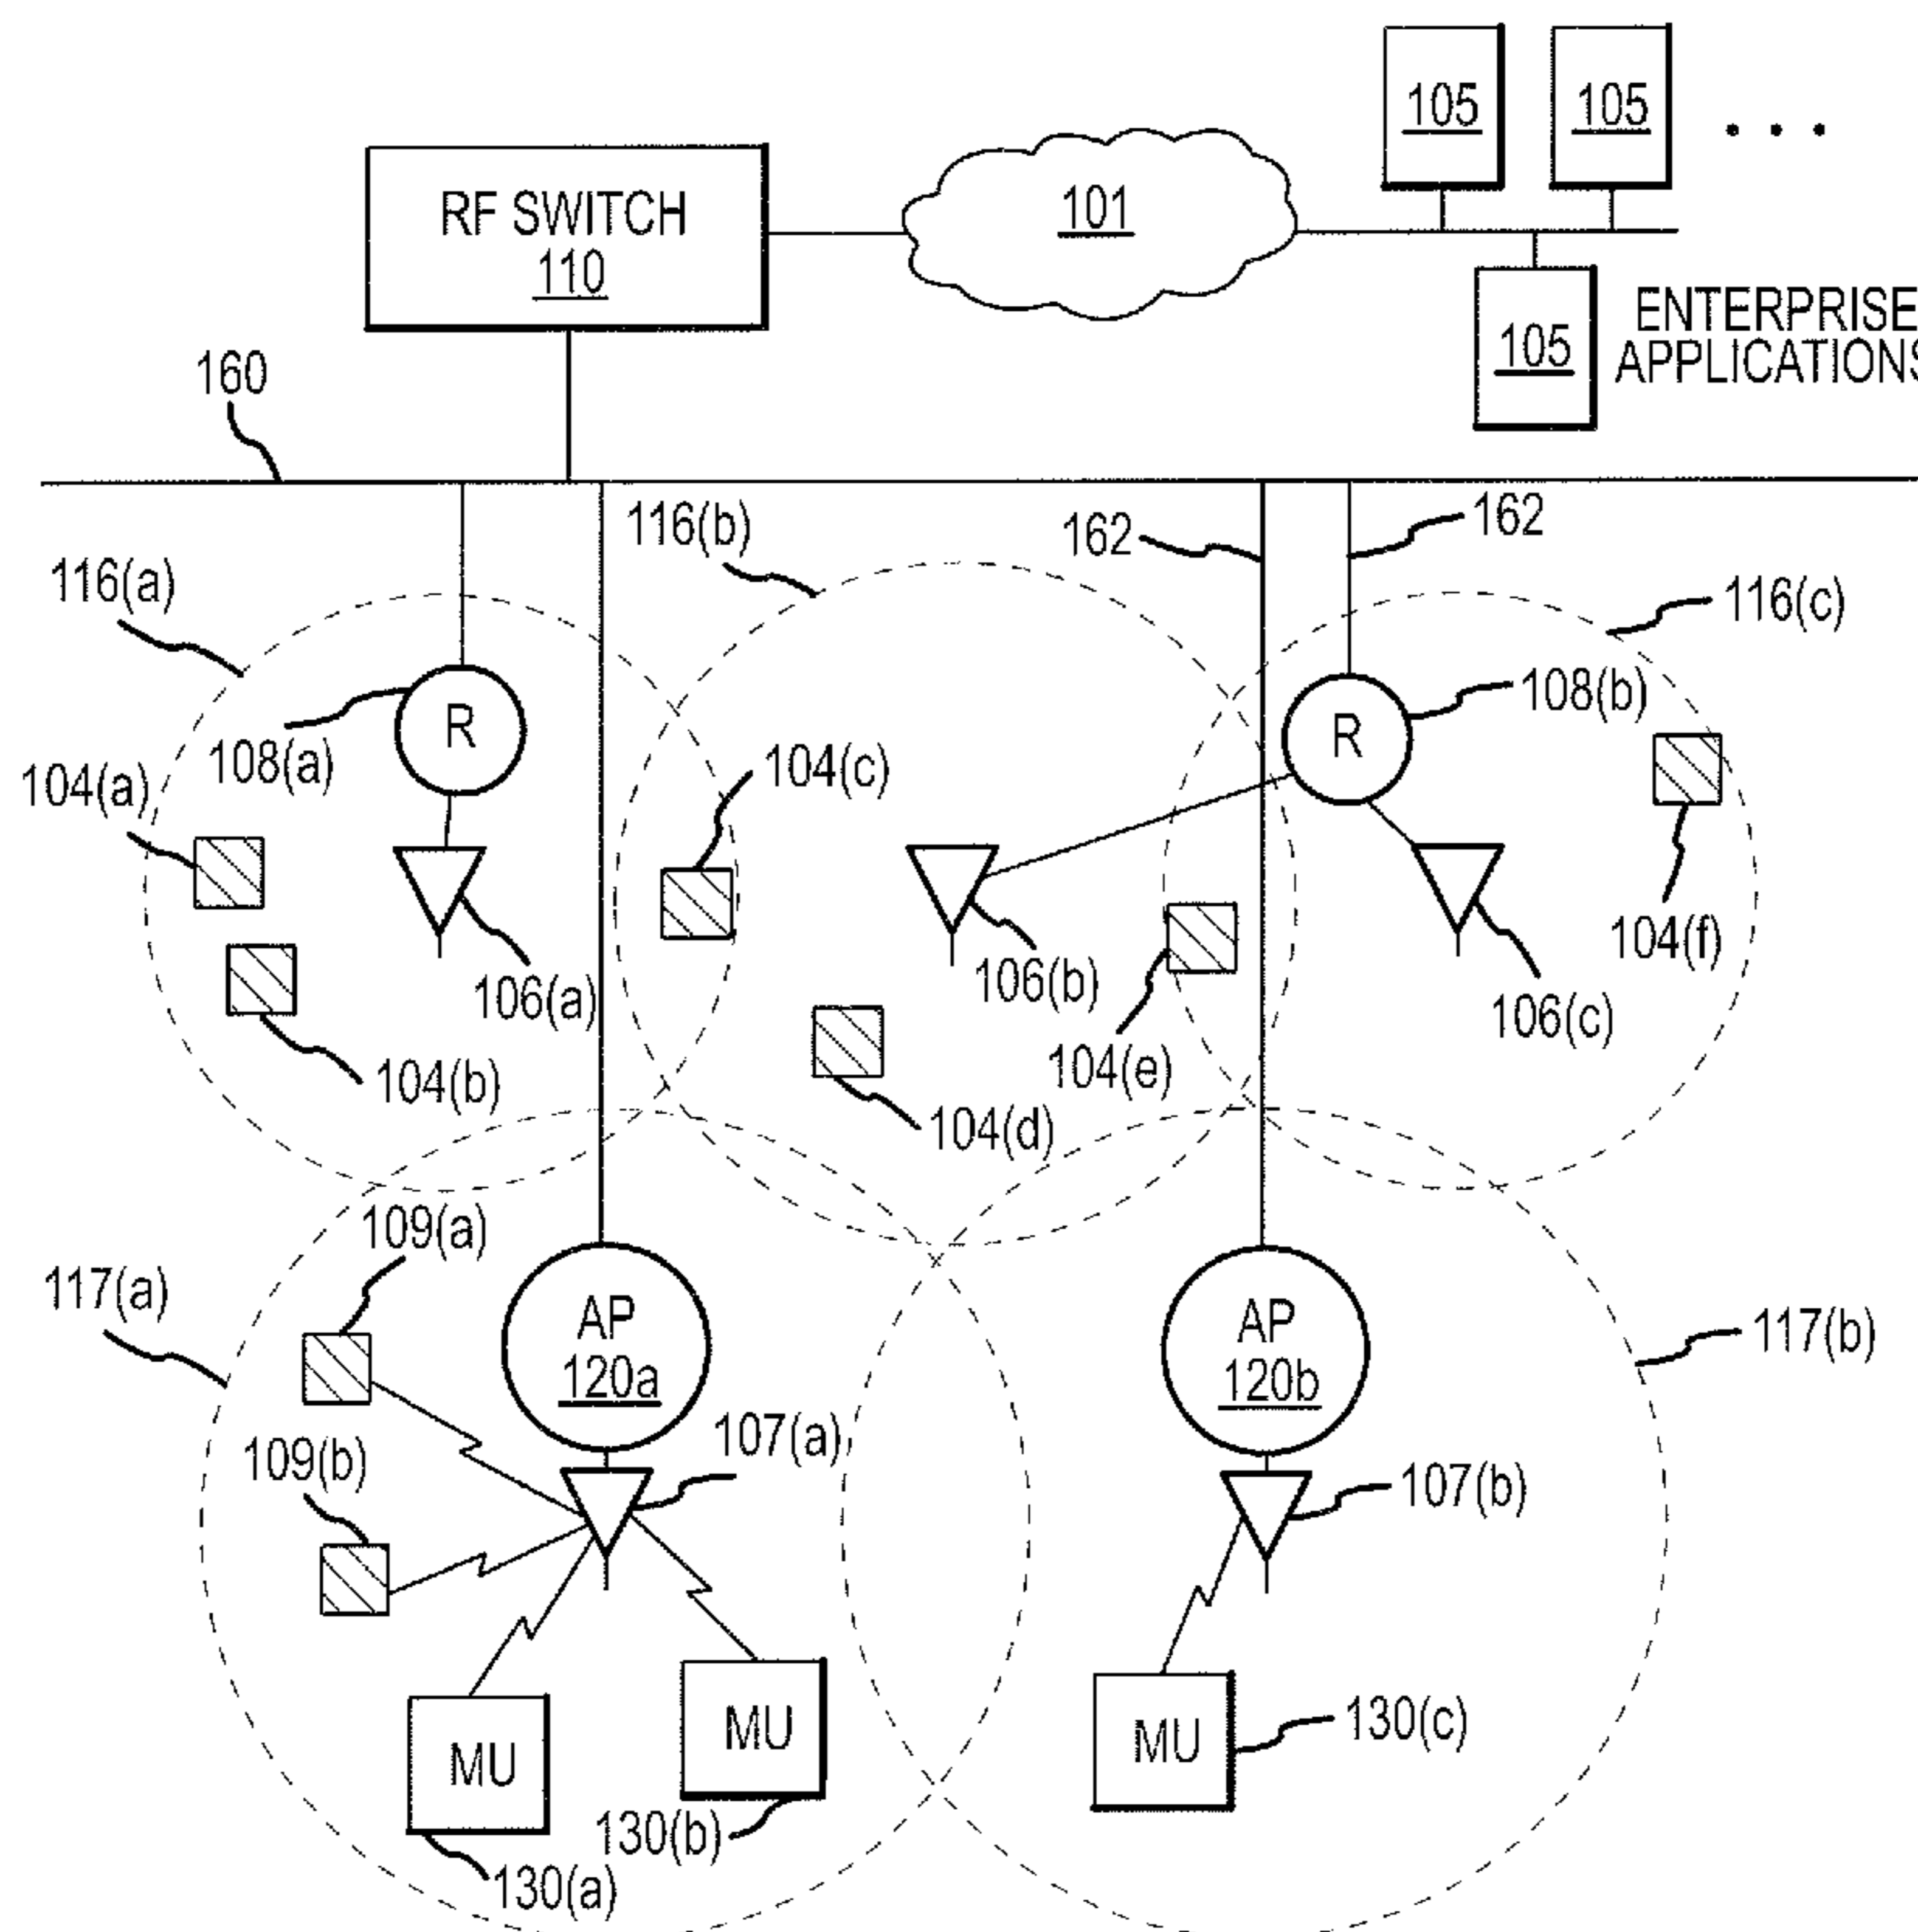 105
105
• • •
RF SWITCH
110
101
105
ENTERPRISE
APPLICATIONS
160
116(b)
162
162
116(a)
116(c)
R
108(a)
R
108(b)
104(a)
104(c)
106(a)
106(b)
104(f)
104(b)
104(e)
106(c)
104(d)
109(a)
117(a)
AP
120a
AP
120b
117(b)
109(b)
107(a)
107(b)
MU
MU
MU
130(c)
130(b)
130(a)